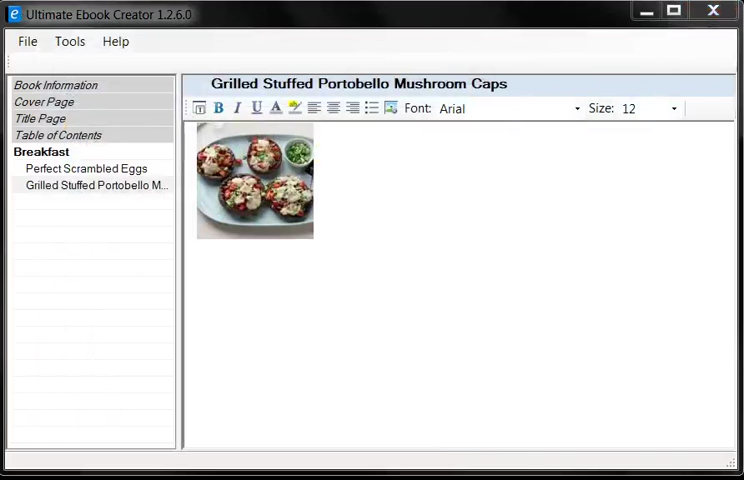 Ultimate Ebook Creator 1.2.6.0
File Tools Help
Book Information
Cover Page
Title Page
Table of Contents
Breakfast
Perfect Scrambled Eggs
Grilled Stuffed Portobello M...
Grilled Stuffed Portobello Mushroom Caps
T B I U A Font: Arial Size: 12